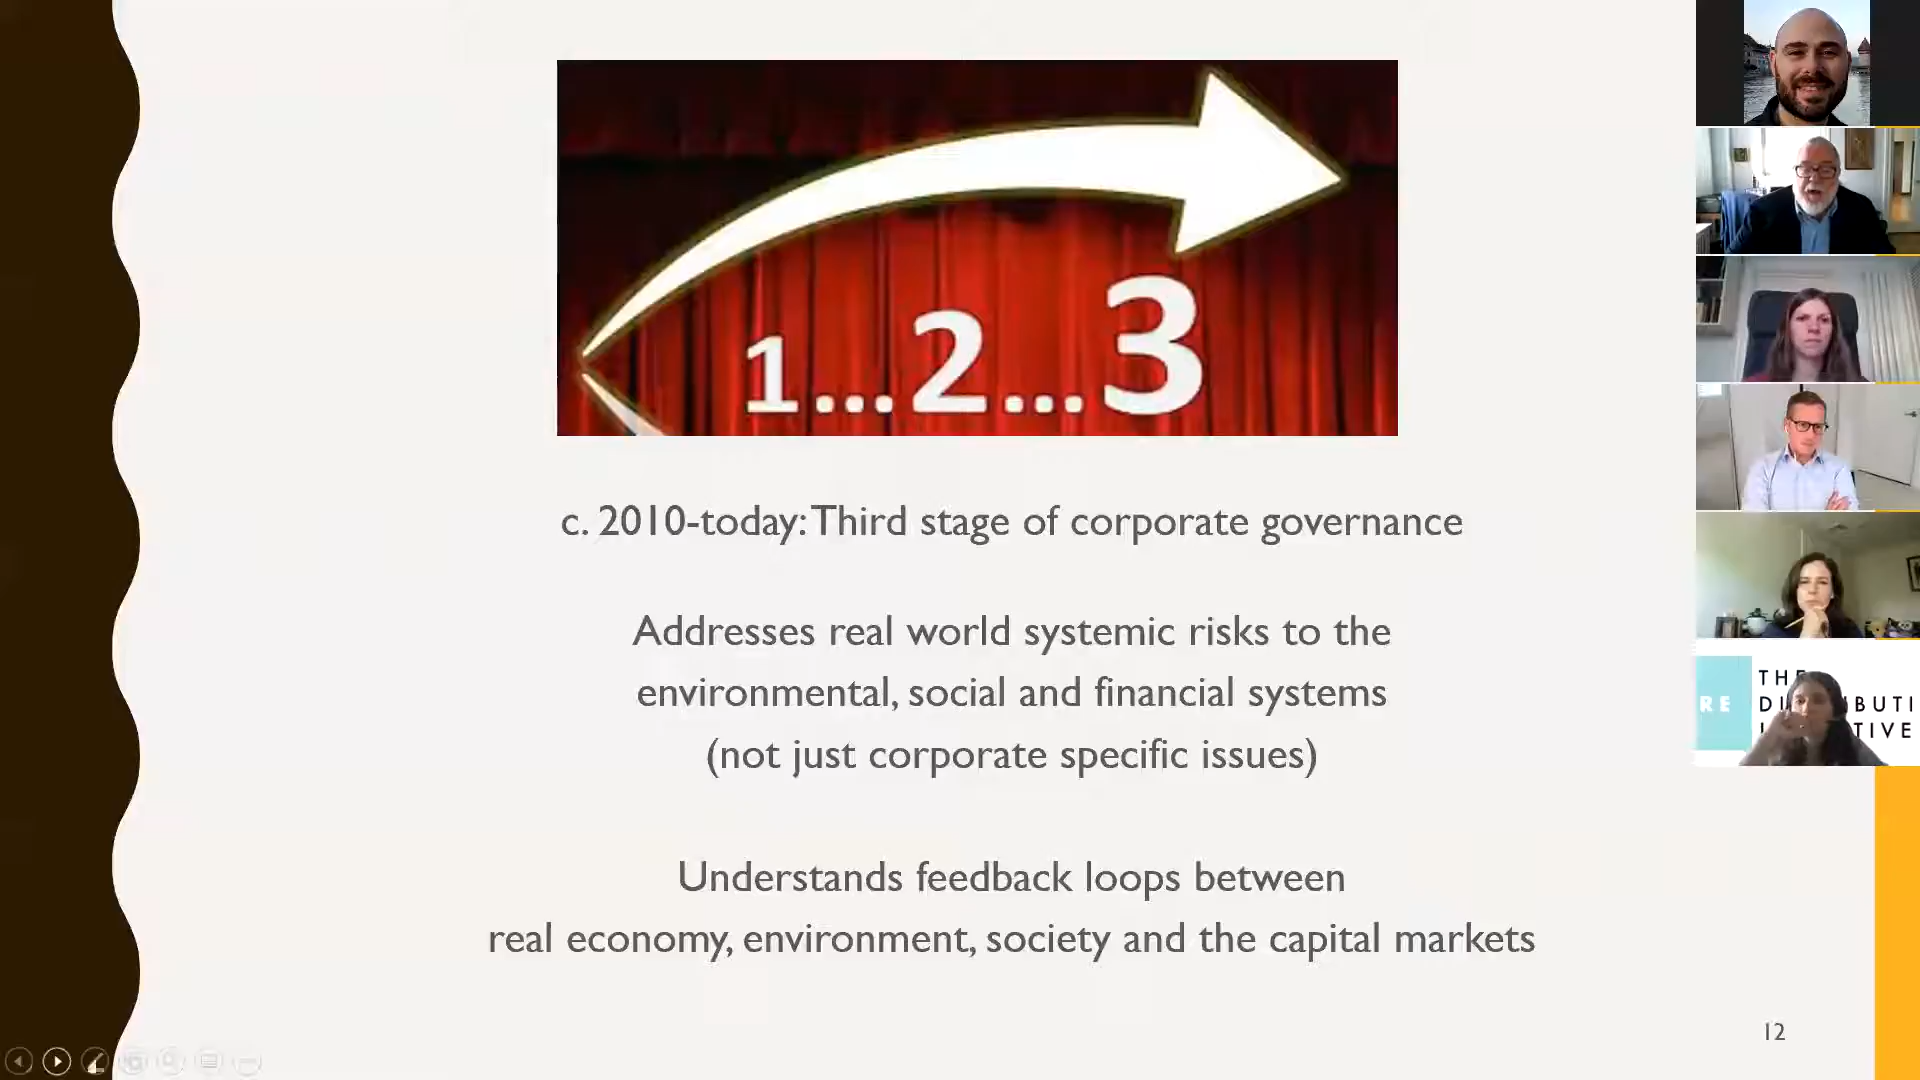 1...2...3
c. 2010-today: Third stage of corporate governance
Addresses real world systemic risks to the
environmental, social and financial systems
(not just corporate specific issues)
Understands feedback loops between
real economy, environment, society and the capital markets
12
RE